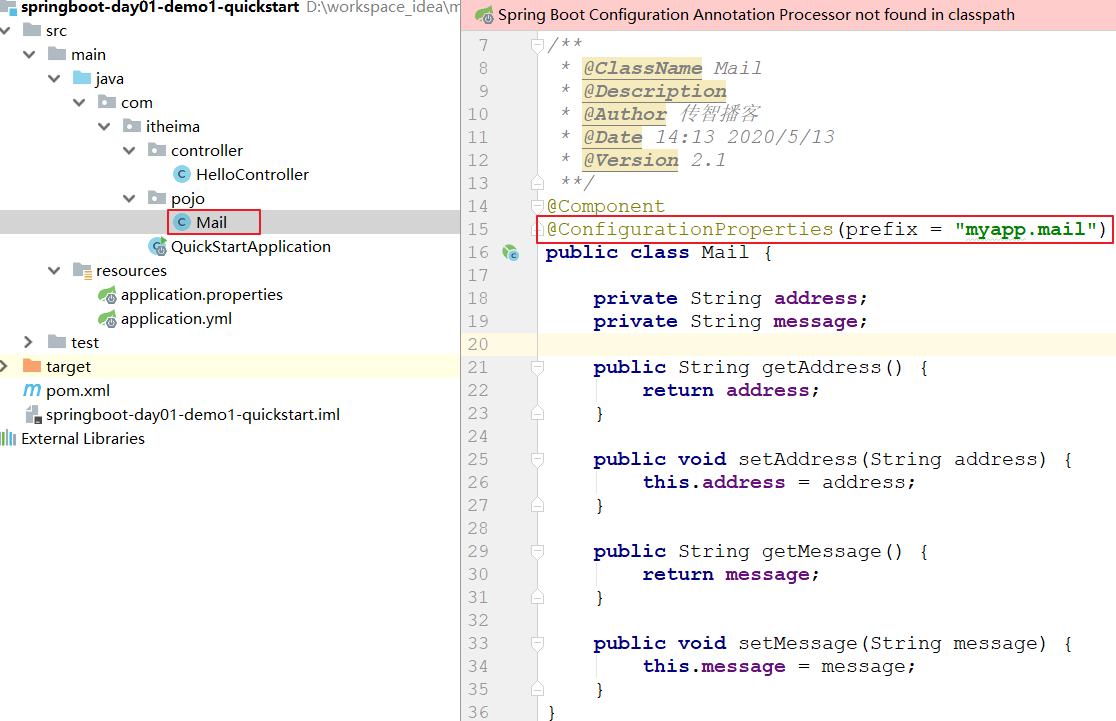 springboot-day01-demo1-quickstart D:\workspace_idea\m
src
main
java
com
itheima
controller
HelloController
pojo
Mail
QuickStartApplication
resources
application.properties
application.yml
test
target
pom.xml
springboot-day01-demo1-quickstart.iml
External Libraries
Spring Boot Configuration Annotation Processor not found in classpath
7 /**
8 * @ClassName Mail
9 * @Description
10 * @Author 传智播客
11 * @Date 14:13 2020/5/13
12 * @Version 2.1
13 **/
14 @Component
15 @ConfigurationProperties(prefix = "myapp.mail")
16 public class Mail {
17
18 private String address;
19 private String message;
20
21 public String getAddress() {
22 return address;
23 }
24
25 public void setAddress(String address) {
26 this.address = address;
27 }
28
29 public String getMessage() {
30 return message;
31 }
32
33 public void setMessage(String message) {
34 this.message = message;
35 }
36 }